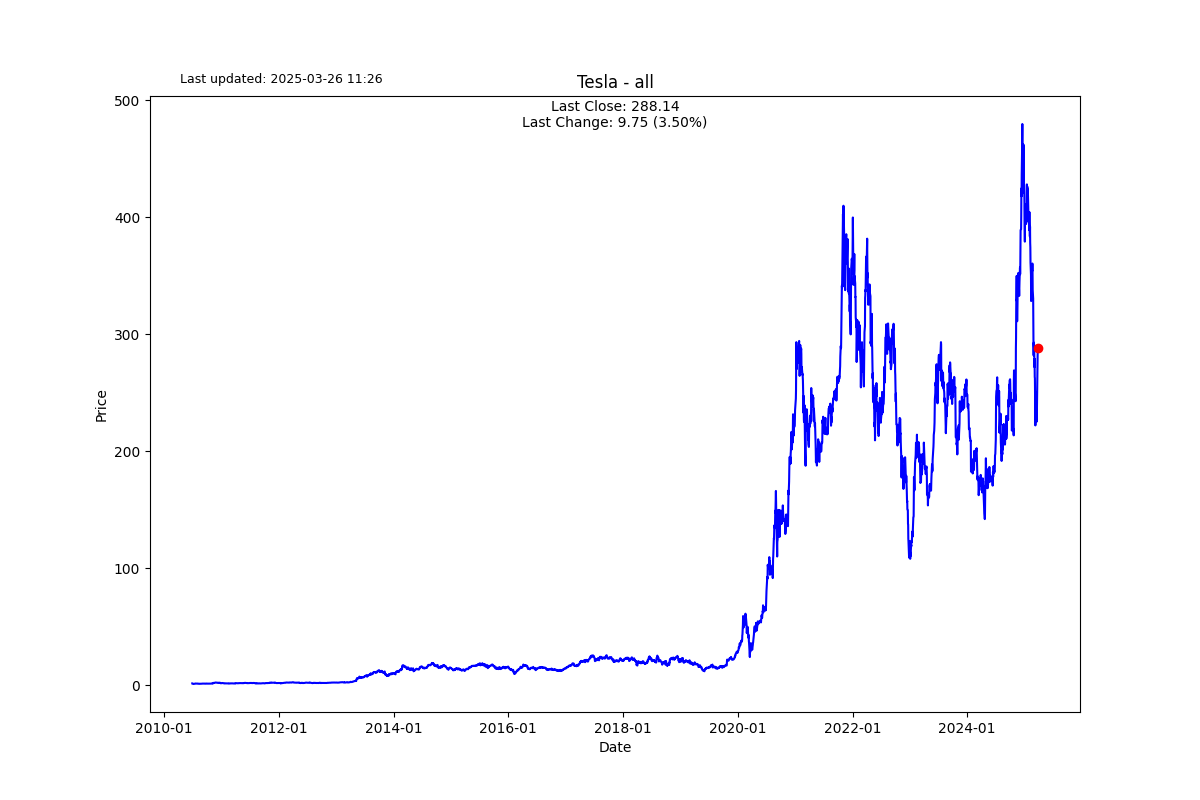 Last updated: 2025-03-26 11:26
Tesla - all
Last Close: 288.14
Last Change: 9.75 (3.50%)
500
400
300
200
100
0
Price
2010-01
2012-01
2014-01
2016-01
2018-01
2020-01
2022-01
2024-01
Date